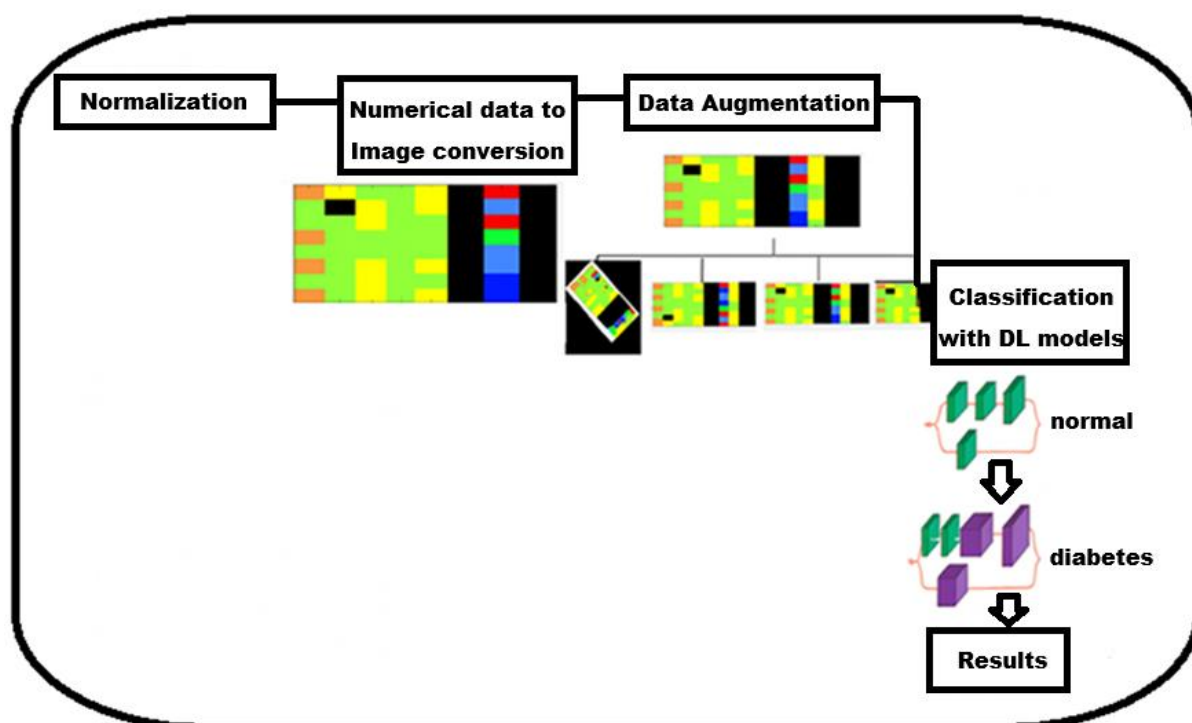 Normalization
Numerical data to
Image conversion
Data Augmentation
Classification
with DL models
normal
diabetes
Results